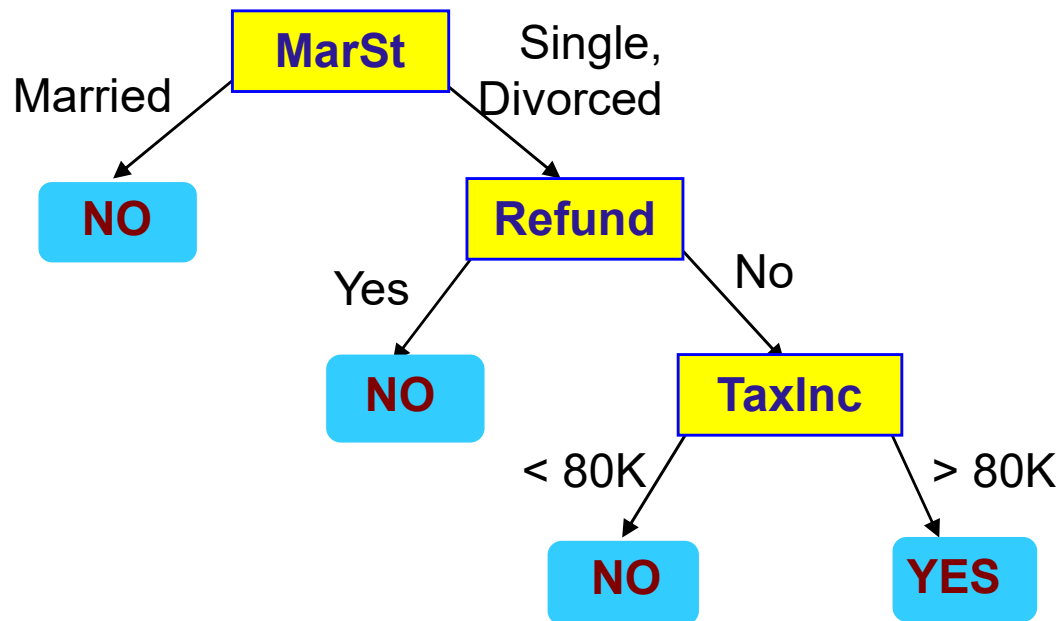 MarSt
Single,
Divorced
Married
NO
Refund
Yes
No
NO
TaxInc
< 80K
> 80K
NO
YES